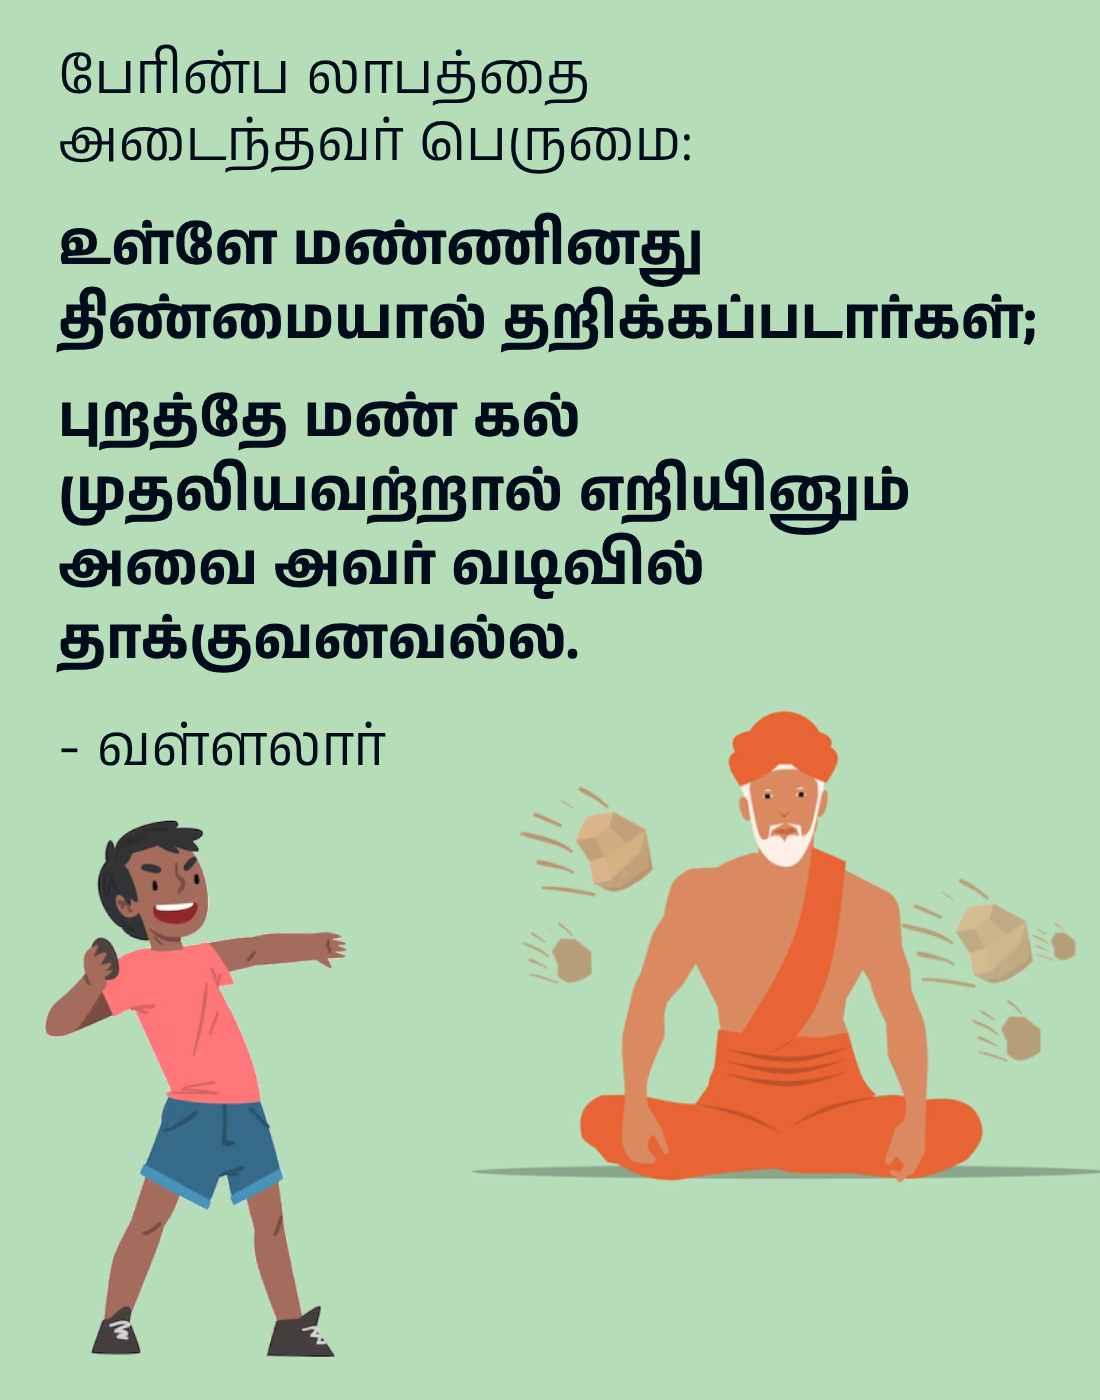 பேரின்ப லாபத்தை
அடைந்தவர் பெருமை:
உள்ளே மண்ணினது
திண்மையால் தறிக்கப்படார்கள்;
புறத்தே மண் கல்
முதலியவற்றால் எறியினும்
அவை அவர் வடிவில்
தாக்குவனவல்ல.
- வள்ளலார்